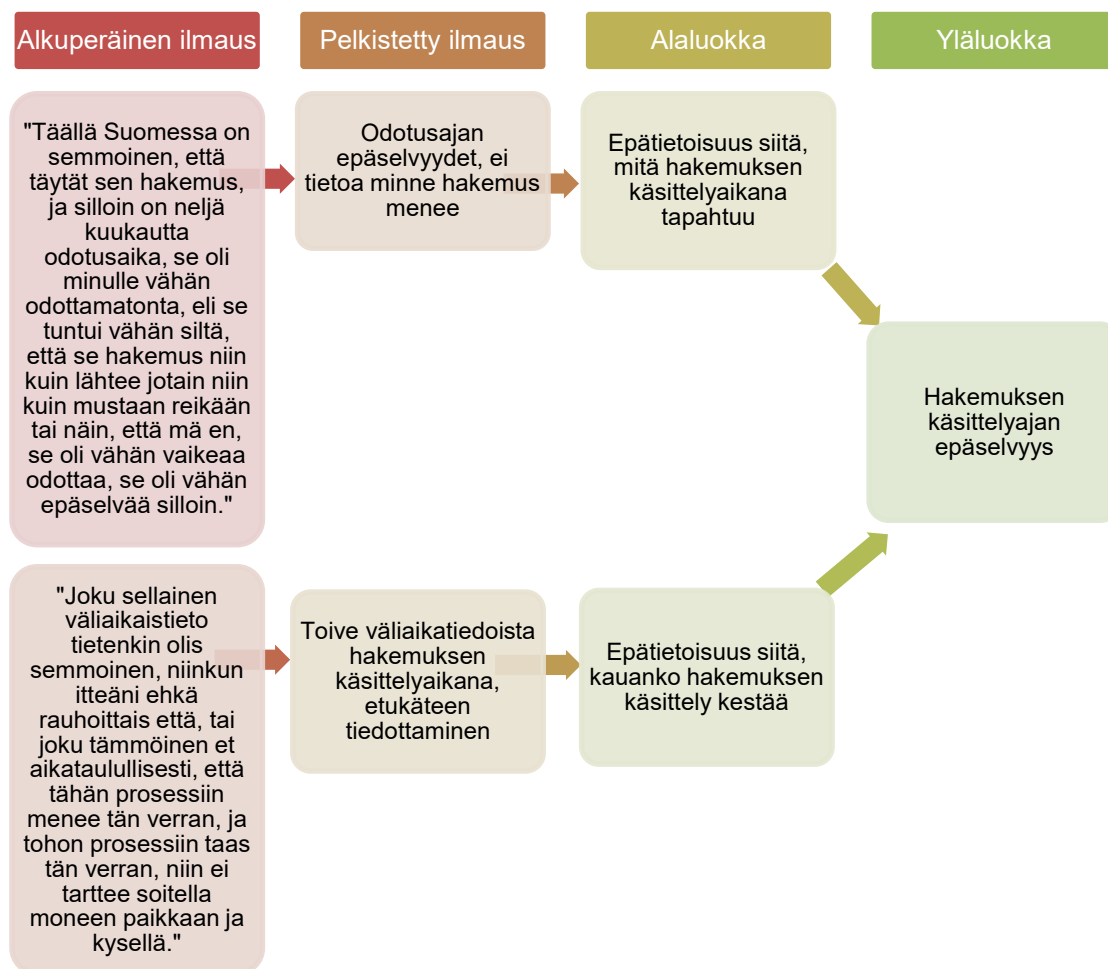 Alkuperäinen ilmaus
Pelkistetty ilmaus
Alaluokka
Yläluokka
"Täällä Suomessa on
semmoinen, että
täytät sen hakemus,
ja silloin on neljä
kuukautta
odotusaika, se oli
minulle vähän
odottamatonta, eli se
tuntui vähän siltä,
että se hakemus niin
kuin lähtee jotain niin
kuin mustaan reikään
tai näin, että mä en,
se oli vähän vaikeaa
odottaa, se oli vähän
epäselvää silloin."
Odotusajan
epäselvyydet, ei
tietoa minne hakemus
menee
Epätietoisuus siitä,
mitä hakemuksen
käsittelyaikana
tapahtuu
Hakemuksen
käsittelyajan
epäselvyys
"Joku sellainen
väliaikaistieto
tietenkin olis
semmoinen, niinkun
itteäni ehkä
rauhoittais että, tai
joku tämmöinen et
aikataulullisesti, että
tähän prosessiin
menee tän verran, ja
tohon prosessiin taas
tän verran, niin ei
tarttee soitella
moneen paikkaan ja
kysellä."
Toive väliaikatiedoista
hakemuksen
käsittelyaikana,
etukäteen
tiedottaminen
Epätietoisuus siitä,
kauanko hakemuksen
käsittely kestää